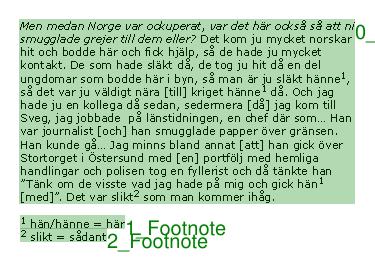 Men medan Norge var ockuperat, var det här också så att ni
smugglade grejer till dem eller? Det kom ju mycket norskar
hit och bodde här och fick hjälp, så de hade ju mycket
kontakt. De som hade släkt då, de tog ju hit då en del
ungdomar som bodde här i byn, så man är ju släkt hänne¹,
så det var ju väldigt nära [till] kriget hänne¹ då. Och jag
hade ju en kollega då sedan, sedermera [då] jag kom till
Sveg, jag jobbade på länstidningen, en chef där som... Han
var journalist [och] han smugglade papper över gränsen.
Han kunde gå... Jag minns bland annat [att] han gick över
Stortorget i Östersund med [en] portfölj med hemliga
handlingar och polisen tog en fyllerist och då tänkte han
"Tänk om de visste vad jag hade på mig och gick hän¹
[med]". Det var slikt² som man kommer ihåg.
0_
¹ hän/hänne = här
1_Footnote
² slikt = sådant
2_Footnote